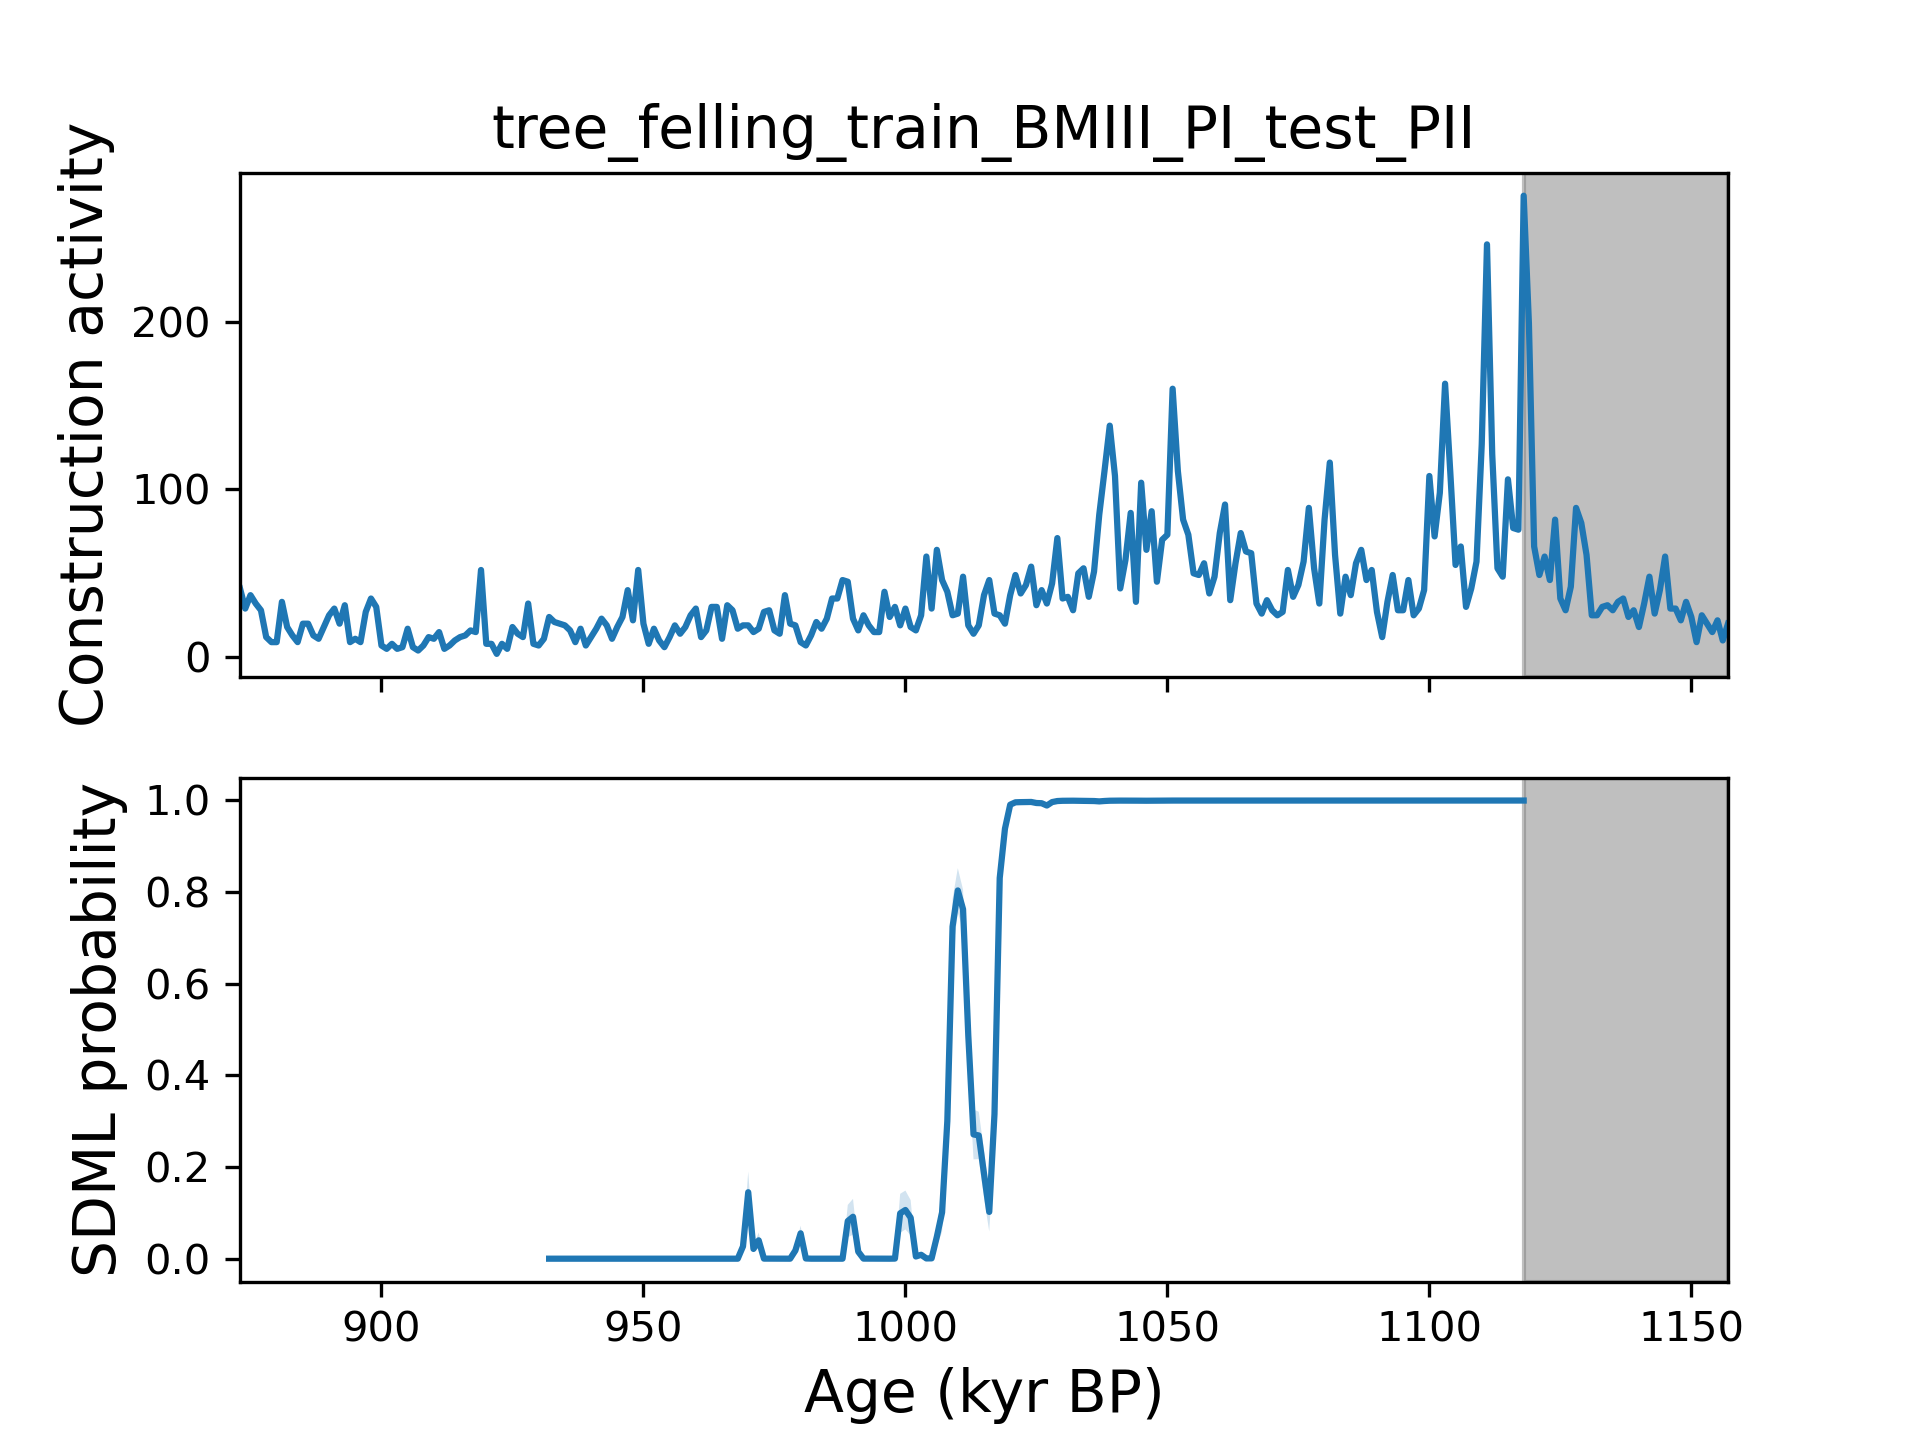 tree_felling_train_BMIII_PI_test_PII
Construction activity
200
100
0
SDML probability
1.0
0.8
0.6
0.4
0.2
0.0
900 950 1000 1050 1100 1150
Age (kyr BP)